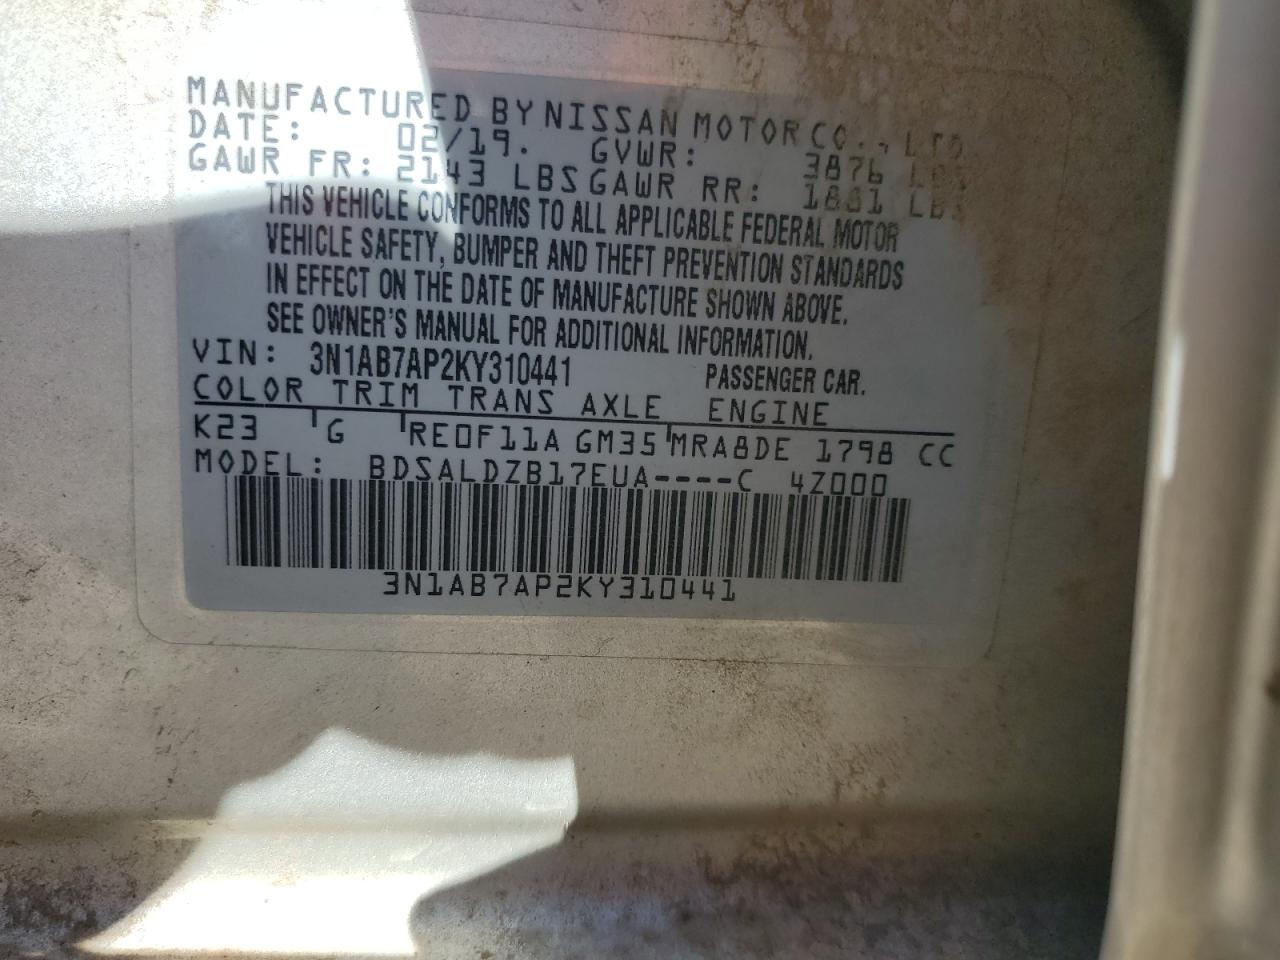 MANUFACTURED BY NISSAN MOTOR CO., LTD.
DATE: 02/19. GVWR: 3876 LBS
GAWR FR: 2143 LBS GAWR RR: 1881 LBS
THIS VEHICLE CONFORMS TO ALL APPLICABLE FEDERAL MOTOR
VEHICLE SAFETY, BUMPER AND THEFT PREVENTION STANDARDS
IN EFFECT ON THE DATE OF MANUFACTURE SHOWN ABOVE.
SEE OWNER'S MANUAL FOR ADDITIONAL INFORMATION.
VIN: 3N1AB7AP2KY310441 PASSENGER CAR.
COLOR TRIM TRANS AXLE ENGINE
K23 G RE0F11A GM35 MRA8DE 1798 CC
MODEL: BDSALDZB17EUA----C 4Z000
3N1AB7AP2KY310441